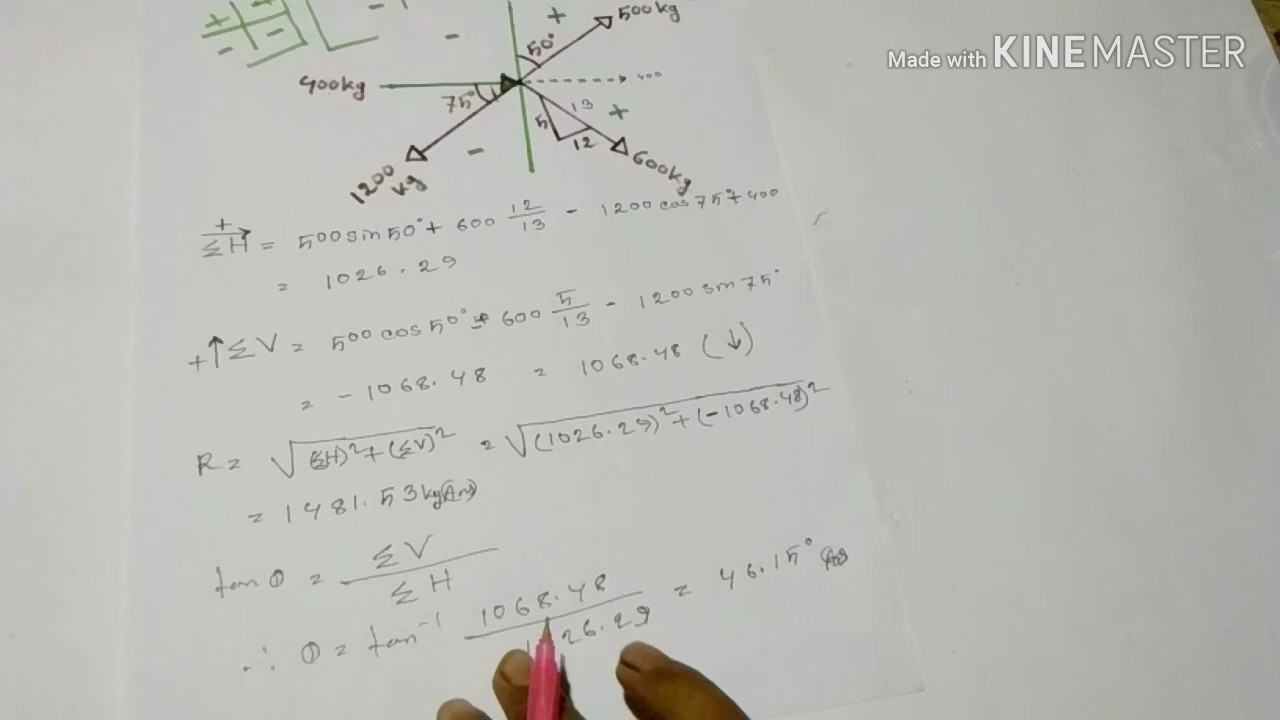 + +
- -
-
-
+
50°
500kg
Made with KINEMASTER
400kg
400
75°
5
13
12
+
-
1200
kg
600kg
+
ΣH = 500 sin 50° + 600 12/13 - 1200 cos 75° + 400
= 1026.29
+↑ΣV = 500 cos 50° - 600 5/13 - 1200 sin 75°
= -1068.48 = 1068.48 (↓)
R = √(ΣH)² + (ΣV)² = √(1026.29)² + (-1068.48)²
= 1481.53 kg (Ans)
tan θ = ΣV / ΣH
∴ θ = tan⁻¹ 1068.48 / 26.29 = 46.15° (Ans)